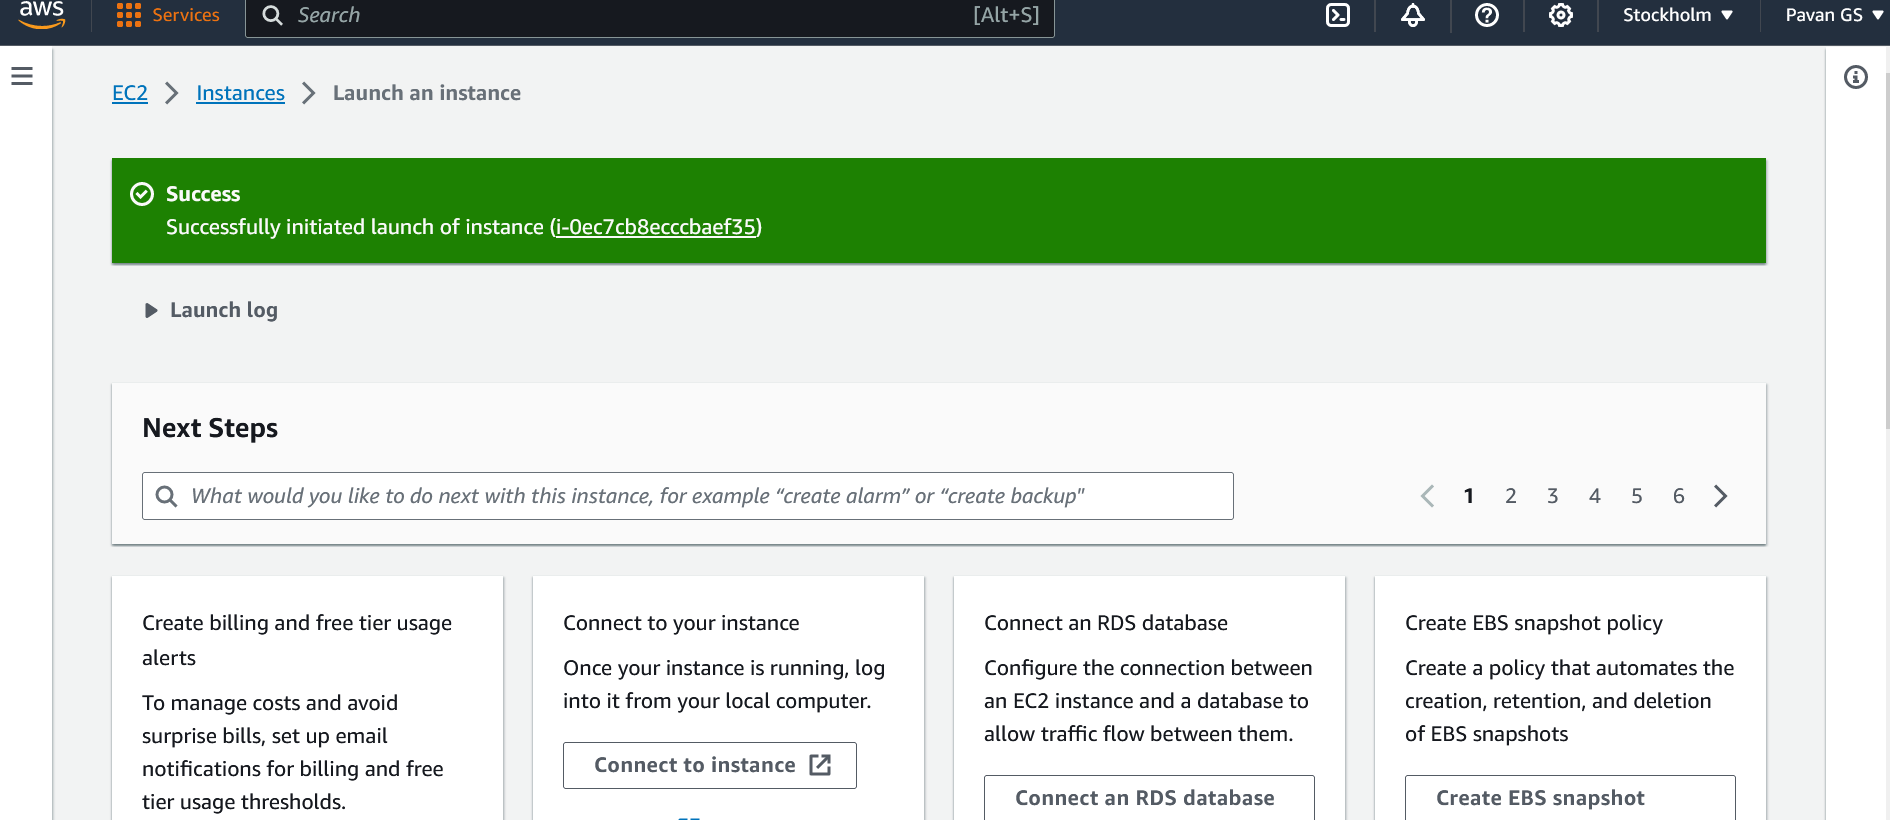 aws Services Search [Alt+S] Stockholm Pavan GS
EC2 Instances Launch an instance
Success
Successfully initiated launch of instance (i-0ec7cb8ecccbaef35)
Launch log
Next Steps
What would you like to do next with this instance, for example “create alarm” or “create backup"
1 2 3 4 5 6
Create billing and free tier usage
alerts
To manage costs and avoid
surprise bills, set up email
notifications for billing and free
tier usage thresholds.
Connect to your instance
Once your instance is running, log
into it from your local computer.
Connect to instance
Connect an RDS database
Configure the connection between
an EC2 instance and a database to
allow traffic flow between them.
Connect an RDS database
Create EBS snapshot policy
Create a policy that automates the
creation, retention, and deletion
of EBS snapshots
Create EBS snapshot